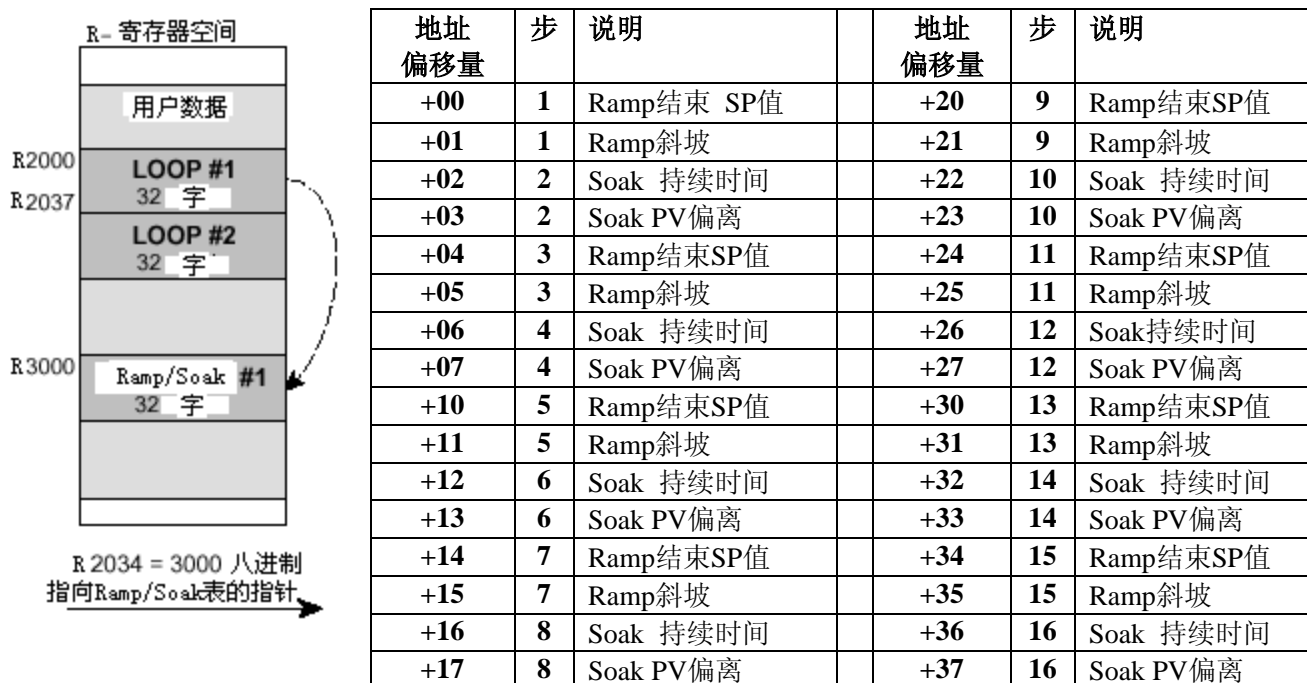 R- 寄存器空间
用户数据
R2000
LOOP #1
32 字
R2037
LOOP #2
32 字
R3000
Ramp/Soak #1
32 字
R 2034 = 3000 八进制
指向Ramp/Soak表的指针
地址偏移量 步 说明 地址偏移量 步 说明
+00 1 Ramp结束 SP值 +20 9 Ramp结束SP值
+01 1 Ramp斜坡 +21 9 Ramp斜坡
+02 2 Soak 持续时间 +22 10 Soak 持续时间
+03 2 Soak PV偏离 +23 10 Soak PV偏离
+04 3 Ramp结束SP值 +24 11 Ramp结束SP值
+05 3 Ramp斜坡 +25 11 Ramp斜坡
+06 4 Soak 持续时间 +26 12 Soak持续时间
+07 4 Soak PV偏离 +27 12 Soak PV偏离
+10 5 Ramp结束SP值 +30 13 Ramp结束SP值
+11 5 Ramp斜坡 +31 13 Ramp斜坡
+12 6 Soak 持续时间 +32 14 Soak 持续时间
+13 6 Soak PV偏离 +33 14 Soak PV偏离
+14 7 Ramp结束SP值 +34 15 Ramp结束SP值
+15 7 Ramp斜坡 +35 15 Ramp斜坡
+16 8 Soak 持续时间 +36 16 Soak 持续时间
+17 8 Soak PV偏离 +37 16 Soak PV偏离